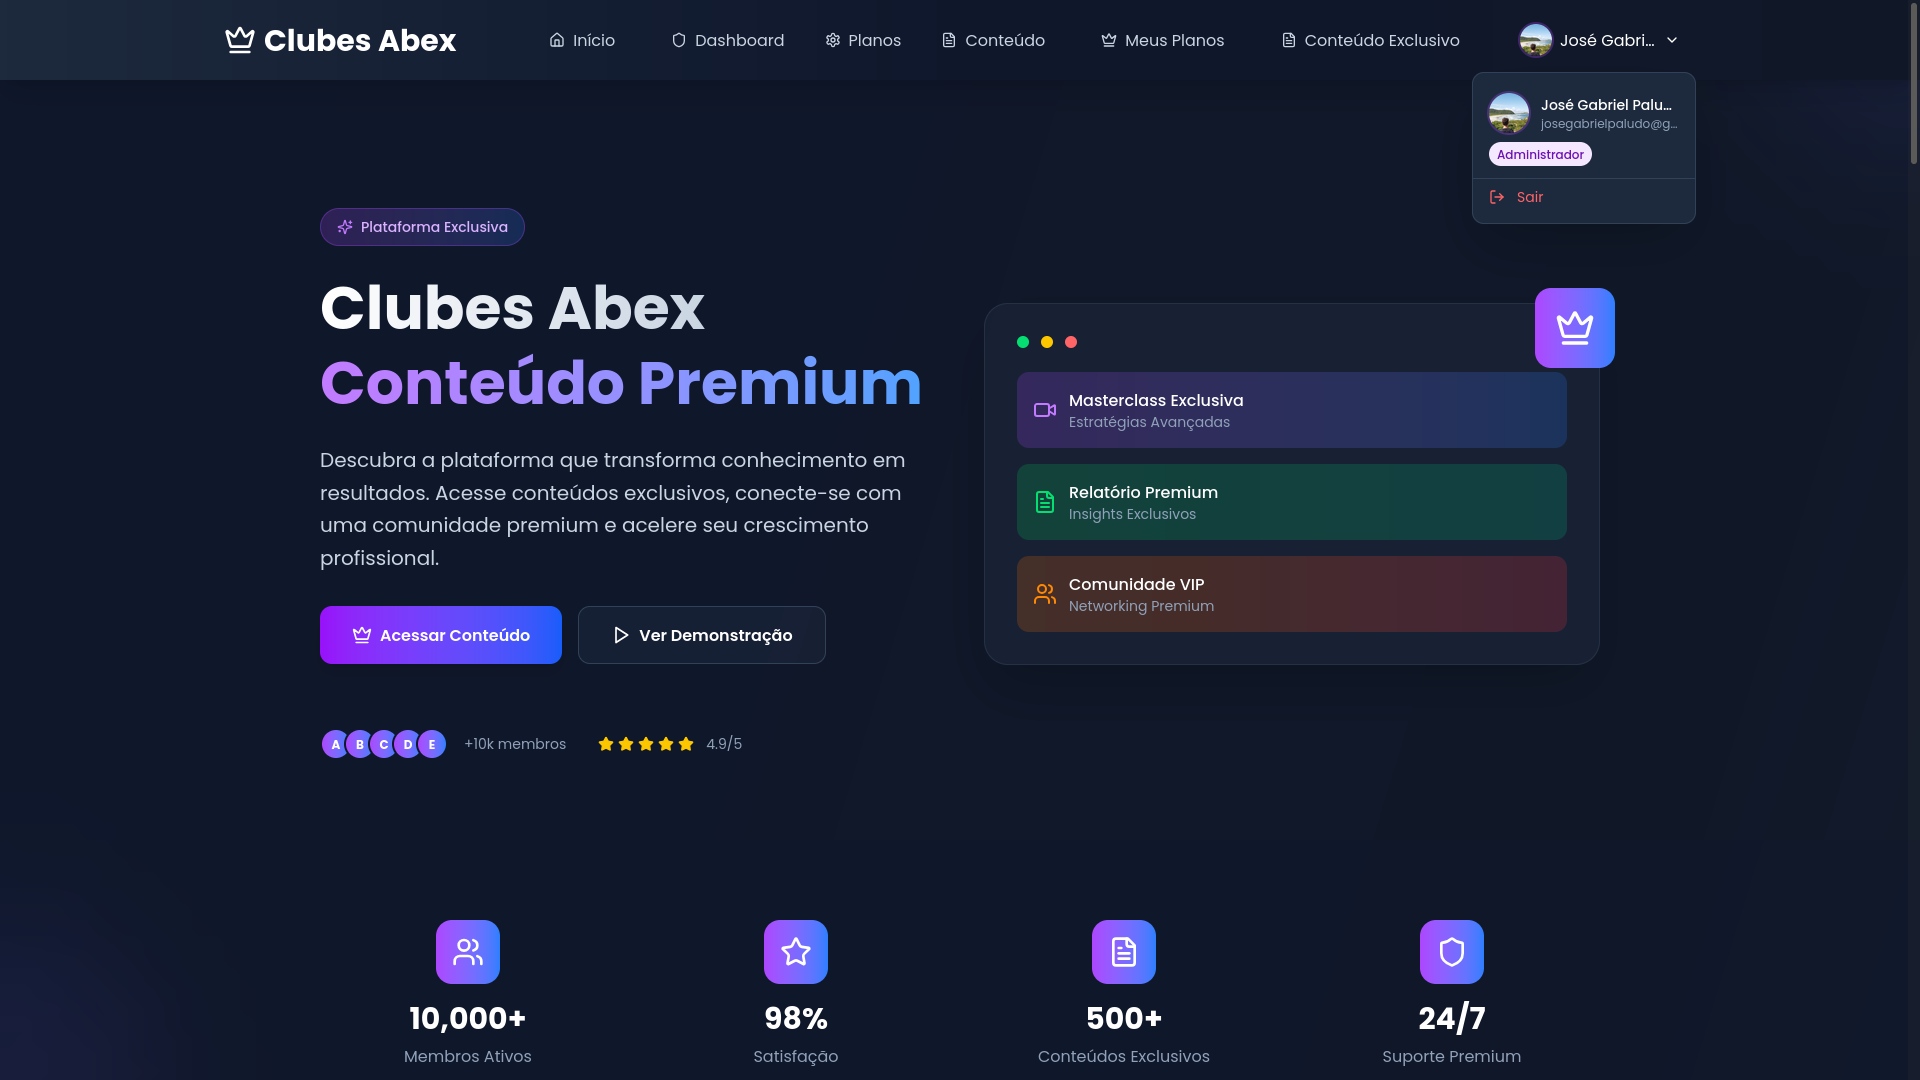 Clubes Abex
Início
Dashboard
Planos
Conteúdo
Meus Planos
Conteúdo Exclusivo
José Gabri...
José Gabriel Palu...
josegabrielpaludo@g...
Administrador
Sair
Plataforma Exclusiva
Clubes Abex
Conteúdo Premium
Descubra a plataforma que transforma conhecimento em
resultados. Acesse conteúdos exclusivos, conecte-se com
uma comunidade premium e acelere seu crescimento
profissional.
Acessar Conteúdo
Ver Demonstração
A B C D E
+10k membros
4.9/5
Masterclass Exclusiva
Estratégias Avançadas
Relatório Premium
Insights Exclusivos
Comunidade VIP
Networking Premium
10,000+
Membros Ativos
98%
Satisfação
500+
Conteúdos Exclusivos
24/7
Suporte Premium